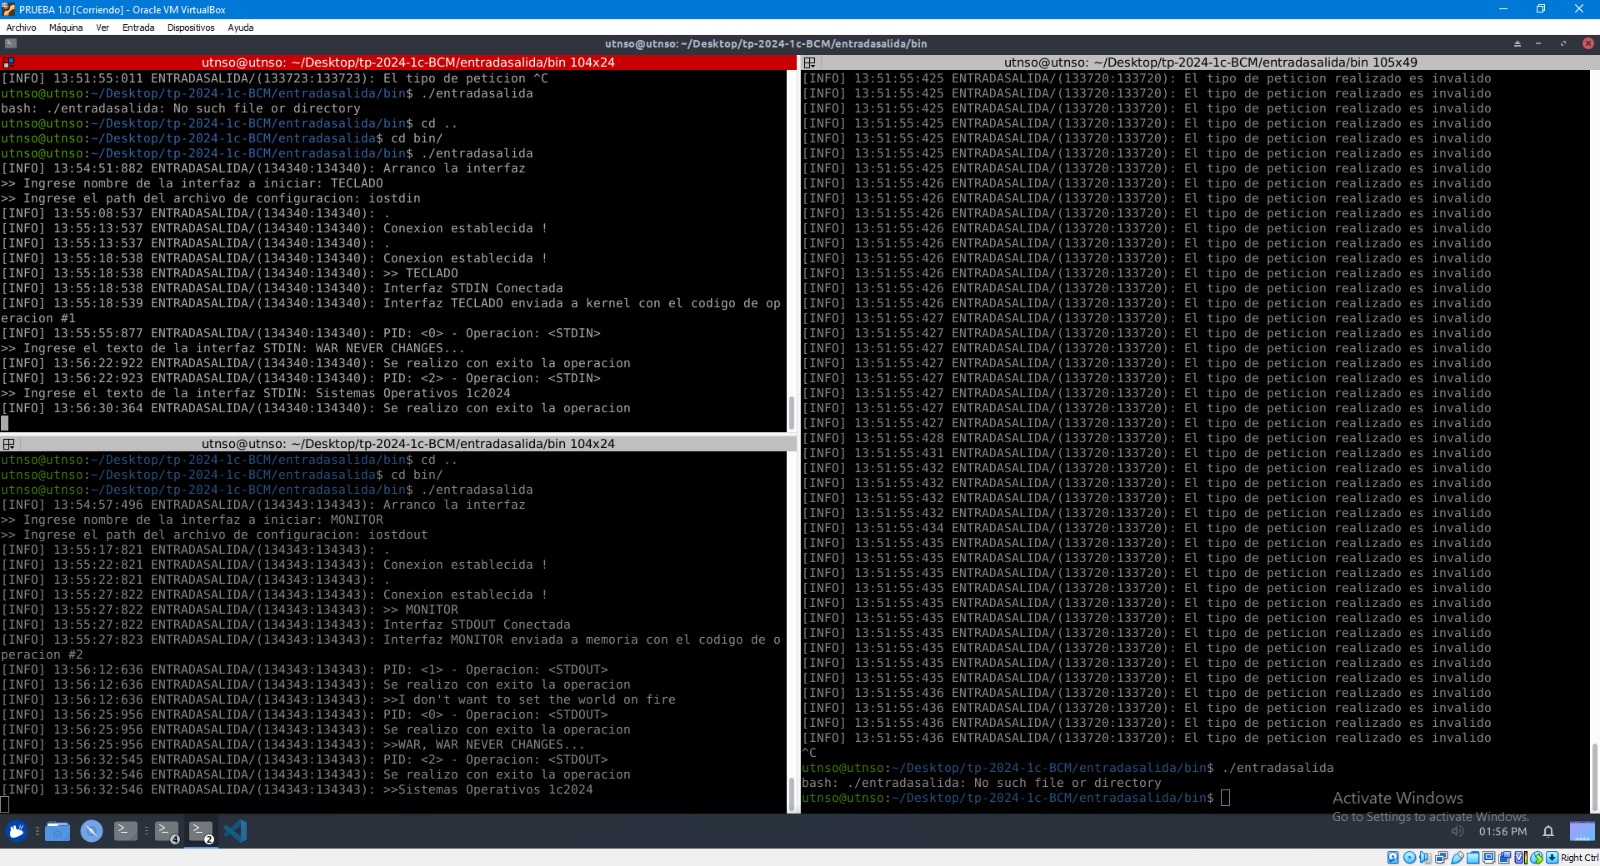 PRUEBA 1.0 [Corriendo] - Oracle VM VirtualBox
Archivo Máquina Ver Entrada Dispositivos Ayuda
utnso@utnso: ~/Desktop/tp-2024-1c-BCM/entradasalida/bin
utnso@utnso: ~/Desktop/tp-2024-1c-BCM/entradasalida/bin 104x24
[INFO] 13:51:55:011 ENTRADASALIDA/(133723:133723): El tipo de peticion ^C
utnso@utnso:~/Desktop/tp-2024-1c-BCM/entradasalida/bin$ ./entradasalida
bash: ./entradasalida: No such file or directory
utnso@utnso:~/Desktop/tp-2024-1c-BCM/entradasalida/bin$ cd ..
utnso@utnso:~/Desktop/tp-2024-1c-BCM/entradasalida$ cd bin/
utnso@utnso:~/Desktop/tp-2024-1c-BCM/entradasalida/bin$ ./entradasalida
[INFO] 13:54:51:882 ENTRADASALIDA/(134340:134340): Arranco la interfaz
>> Ingrese nombre de la interfaz a iniciar: TECLADO
>> Ingrese el path del archivo de configuracion: iostdin
[INFO] 13:55:08:537 ENTRADASALIDA/(134340:134340): .
[INFO] 13:55:13:537 ENTRADASALIDA/(134340:134340): Conexion establecida !
[INFO] 13:55:13:537 ENTRADASALIDA/(134340:134340): .
[INFO] 13:55:18:538 ENTRADASALIDA/(134340:134340): Conexion establecida !
[INFO] 13:55:18:538 ENTRADASALIDA/(134340:134340): >> TECLADO
[INFO] 13:55:18:538 ENTRADASALIDA/(134340:134340): Interfaz STDIN Conectada
[INFO] 13:55:18:539 ENTRADASALIDA/(134340:134340): Interfaz TECLADO enviada a kernel con el codigo de op
eracion #1
[INFO] 13:55:55:877 ENTRADASALIDA/(134340:134340): PID: <0> - Operacion: <STDIN>
>> Ingrese el texto de la interfaz STDIN: WAR NEVER CHANGES...
[INFO] 13:56:22:922 ENTRADASALIDA/(134340:134340): Se realizo con exito la operacion
[INFO] 13:56:22:923 ENTRADASALIDA/(134340:134340): PID: <2> - Operacion: <STDIN>
>> Ingrese el texto de la interfaz STDIN: Sistemas Operativos 1c2024
[INFO] 13:56:30:364 ENTRADASALIDA/(134340:134340): Se realizo con exito la operacion
utnso@utnso: ~/Desktop/tp-2024-1c-BCM/entradasalida/bin 104x24
utnso@utnso:~/Desktop/tp-2024-1c-BCM/entradasalida/bin$ cd ..
utnso@utnso:~/Desktop/tp-2024-1c-BCM/entradasalida$ cd bin/
utnso@utnso:~/Desktop/tp-2024-1c-BCM/entradasalida/bin$ ./entradasalida
[INFO] 13:54:57:496 ENTRADASALIDA/(134343:134343): Arranco la interfaz
>> Ingrese nombre de la interfaz a iniciar: MONITOR
>> Ingrese el path del archivo de configuracion: iostdout
[INFO] 13:55:17:821 ENTRADASALIDA/(134343:134343): .
[INFO] 13:55:22:821 ENTRADASALIDA/(134343:134343): Conexion establecida !
[INFO] 13:55:22:821 ENTRADASALIDA/(134343:134343): .
[INFO] 13:55:27:822 ENTRADASALIDA/(134343:134343): Conexion establecida !
[INFO] 13:55:27:822 ENTRADASALIDA/(134343:134343): >> MONITOR
[INFO] 13:55:27:822 ENTRADASALIDA/(134343:134343): Interfaz STDOUT Conectada
[INFO] 13:55:27:823 ENTRADASALIDA/(134343:134343): Interfaz MONITOR enviada a memoria con el codigo de o
peracion #2
[INFO] 13:56:12:636 ENTRADASALIDA/(134343:134343): PID: <1> - Operacion: <STDOUT>
[INFO] 13:56:12:636 ENTRADASALIDA/(134343:134343): Se realizo con exito la operacion
[INFO] 13:56:12:636 ENTRADASALIDA/(134343:134343): >>I don't want to set the world on fire
[INFO] 13:56:25:956 ENTRADASALIDA/(134343:134343): PID: <0> - Operacion: <STDOUT>
[INFO] 13:56:25:956 ENTRADASALIDA/(134343:134343): Se realizo con exito la operacion
[INFO] 13:56:25:956 ENTRADASALIDA/(134343:134343): >>WAR, WAR NEVER CHANGES...
[INFO] 13:56:32:545 ENTRADASALIDA/(134343:134343): PID: <2> - Operacion: <STDOUT>
[INFO] 13:56:32:546 ENTRADASALIDA/(134343:134343): Se realizo con exito la operacion
[INFO] 13:56:32:546 ENTRADASALIDA/(134343:134343): >>Sistemas Operativos 1c2024
utnso@utnso: ~/Desktop/tp-2024-1c-BCM/entradasalida/bin 105x49
[INFO] 13:51:55:425 ENTRADASALIDA/(133720:133720): El tipo de peticion realizado es invalido
[INFO] 13:51:55:425 ENTRADASALIDA/(133720:133720): El tipo de peticion realizado es invalido
[INFO] 13:51:55:425 ENTRADASALIDA/(133720:133720): El tipo de peticion realizado es invalido
[INFO] 13:51:55:425 ENTRADASALIDA/(133720:133720): El tipo de peticion realizado es invalido
[INFO] 13:51:55:425 ENTRADASALIDA/(133720:133720): El tipo de peticion realizado es invalido
[INFO] 13:51:55:425 ENTRADASALIDA/(133720:133720): El tipo de peticion realizado es invalido
[INFO] 13:51:55:425 ENTRADASALIDA/(133720:133720): El tipo de peticion realizado es invalido
[INFO] 13:51:55:426 ENTRADASALIDA/(133720:133720): El tipo de peticion realizado es invalido
[INFO] 13:51:55:426 ENTRADASALIDA/(133720:133720): El tipo de peticion realizado es invalido
[INFO] 13:51:55:426 ENTRADASALIDA/(133720:133720): El tipo de peticion realizado es invalido
[INFO] 13:51:55:426 ENTRADASALIDA/(133720:133720): El tipo de peticion realizado es invalido
[INFO] 13:51:55:426 ENTRADASALIDA/(133720:133720): El tipo de peticion realizado es invalido
[INFO] 13:51:55:426 ENTRADASALIDA/(133720:133720): El tipo de peticion realizado es invalido
[INFO] 13:51:55:426 ENTRADASALIDA/(133720:133720): El tipo de peticion realizado es invalido
[INFO] 13:51:55:426 ENTRADASALIDA/(133720:133720): El tipo de peticion realizado es invalido
[INFO] 13:51:55:426 ENTRADASALIDA/(133720:133720): El tipo de peticion realizado es invalido
[INFO] 13:51:55:427 ENTRADASALIDA/(133720:133720): El tipo de peticion realizado es invalido
[INFO] 13:51:55:427 ENTRADASALIDA/(133720:133720): El tipo de peticion realizado es invalido
[INFO] 13:51:55:427 ENTRADASALIDA/(133720:133720): El tipo de peticion realizado es invalido
[INFO] 13:51:55:427 ENTRADASALIDA/(133720:133720): El tipo de peticion realizado es invalido
[INFO] 13:51:55:427 ENTRADASALIDA/(133720:133720): El tipo de peticion realizado es invalido
[INFO] 13:51:55:427 ENTRADASALIDA/(133720:133720): El tipo de peticion realizado es invalido
[INFO] 13:51:55:427 ENTRADASALIDA/(133720:133720): El tipo de peticion realizado es invalido
[INFO] 13:51:55:427 ENTRADASALIDA/(133720:133720): El tipo de peticion realizado es invalido
[INFO] 13:51:55:428 ENTRADASALIDA/(133720:133720): El tipo de peticion realizado es invalido
[INFO] 13:51:55:431 ENTRADASALIDA/(133720:133720): El tipo de peticion realizado es invalido
[INFO] 13:51:55:432 ENTRADASALIDA/(133720:133720): El tipo de peticion realizado es invalido
[INFO] 13:51:55:432 ENTRADASALIDA/(133720:133720): El tipo de peticion realizado es invalido
[INFO] 13:51:55:432 ENTRADASALIDA/(133720:133720): El tipo de peticion realizado es invalido
[INFO] 13:51:55:432 ENTRADASALIDA/(133720:133720): El tipo de peticion realizado es invalido
[INFO] 13:51:55:434 ENTRADASALIDA/(133720:133720): El tipo de peticion realizado es invalido
[INFO] 13:51:55:435 ENTRADASALIDA/(133720:133720): El tipo de peticion realizado es invalido
[INFO] 13:51:55:435 ENTRADASALIDA/(133720:133720): El tipo de peticion realizado es invalido
[INFO] 13:51:55:435 ENTRADASALIDA/(133720:133720): El tipo de peticion realizado es invalido
[INFO] 13:51:55:435 ENTRADASALIDA/(133720:133720): El tipo de peticion realizado es invalido
[INFO] 13:51:55:435 ENTRADASALIDA/(133720:133720): El tipo de peticion realizado es invalido
[INFO] 13:51:55:435 ENTRADASALIDA/(133720:133720): El tipo de peticion realizado es invalido
[INFO] 13:51:55:435 ENTRADASALIDA/(133720:133720): El tipo de peticion realizado es invalido
[INFO] 13:51:55:435 ENTRADASALIDA/(133720:133720): El tipo de peticion realizado es invalido
[INFO] 13:51:55:435 ENTRADASALIDA/(133720:133720): El tipo de peticion realizado es invalido
[INFO] 13:51:55:435 ENTRADASALIDA/(133720:133720): El tipo de peticion realizado es invalido
[INFO] 13:51:55:436 ENTRADASALIDA/(133720:133720): El tipo de peticion realizado es invalido
[INFO] 13:51:55:436 ENTRADASALIDA/(133720:133720): El tipo de peticion realizado es invalido
[INFO] 13:51:55:436 ENTRADASALIDA/(133720:133720): El tipo de peticion realizado es invalido
[INFO] 13:51:55:436 ENTRADASALIDA/(133720:133720): El tipo de peticion realizado es invalido
^C
utnso@utnso:~/Desktop/tp-2024-1c-BCM/entradasalida/bin$ ./entradasalida
bash: ./entradasalida: No such file or directory
utnso@utnso:~/Desktop/tp-2024-1c-BCM/entradasalida/bin$
Activate Windows
Go to Settings to activate Windows.
4
2
01:56 PM
Right Ctrl